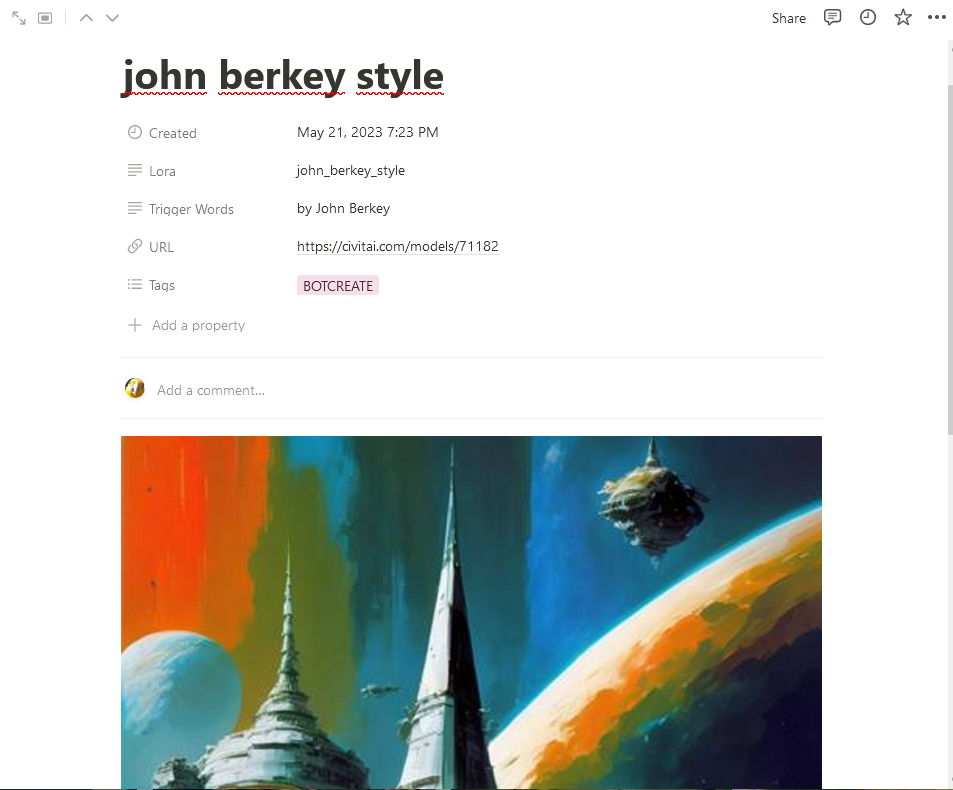 Share
john berkey style
Created May 21, 2023 7:23 PM
Lora john_berkey_style
Trigger Words by John Berkey
URL https://civitai.com/models/71182
Tags BOTCREATE
Add a property
Add a comment...